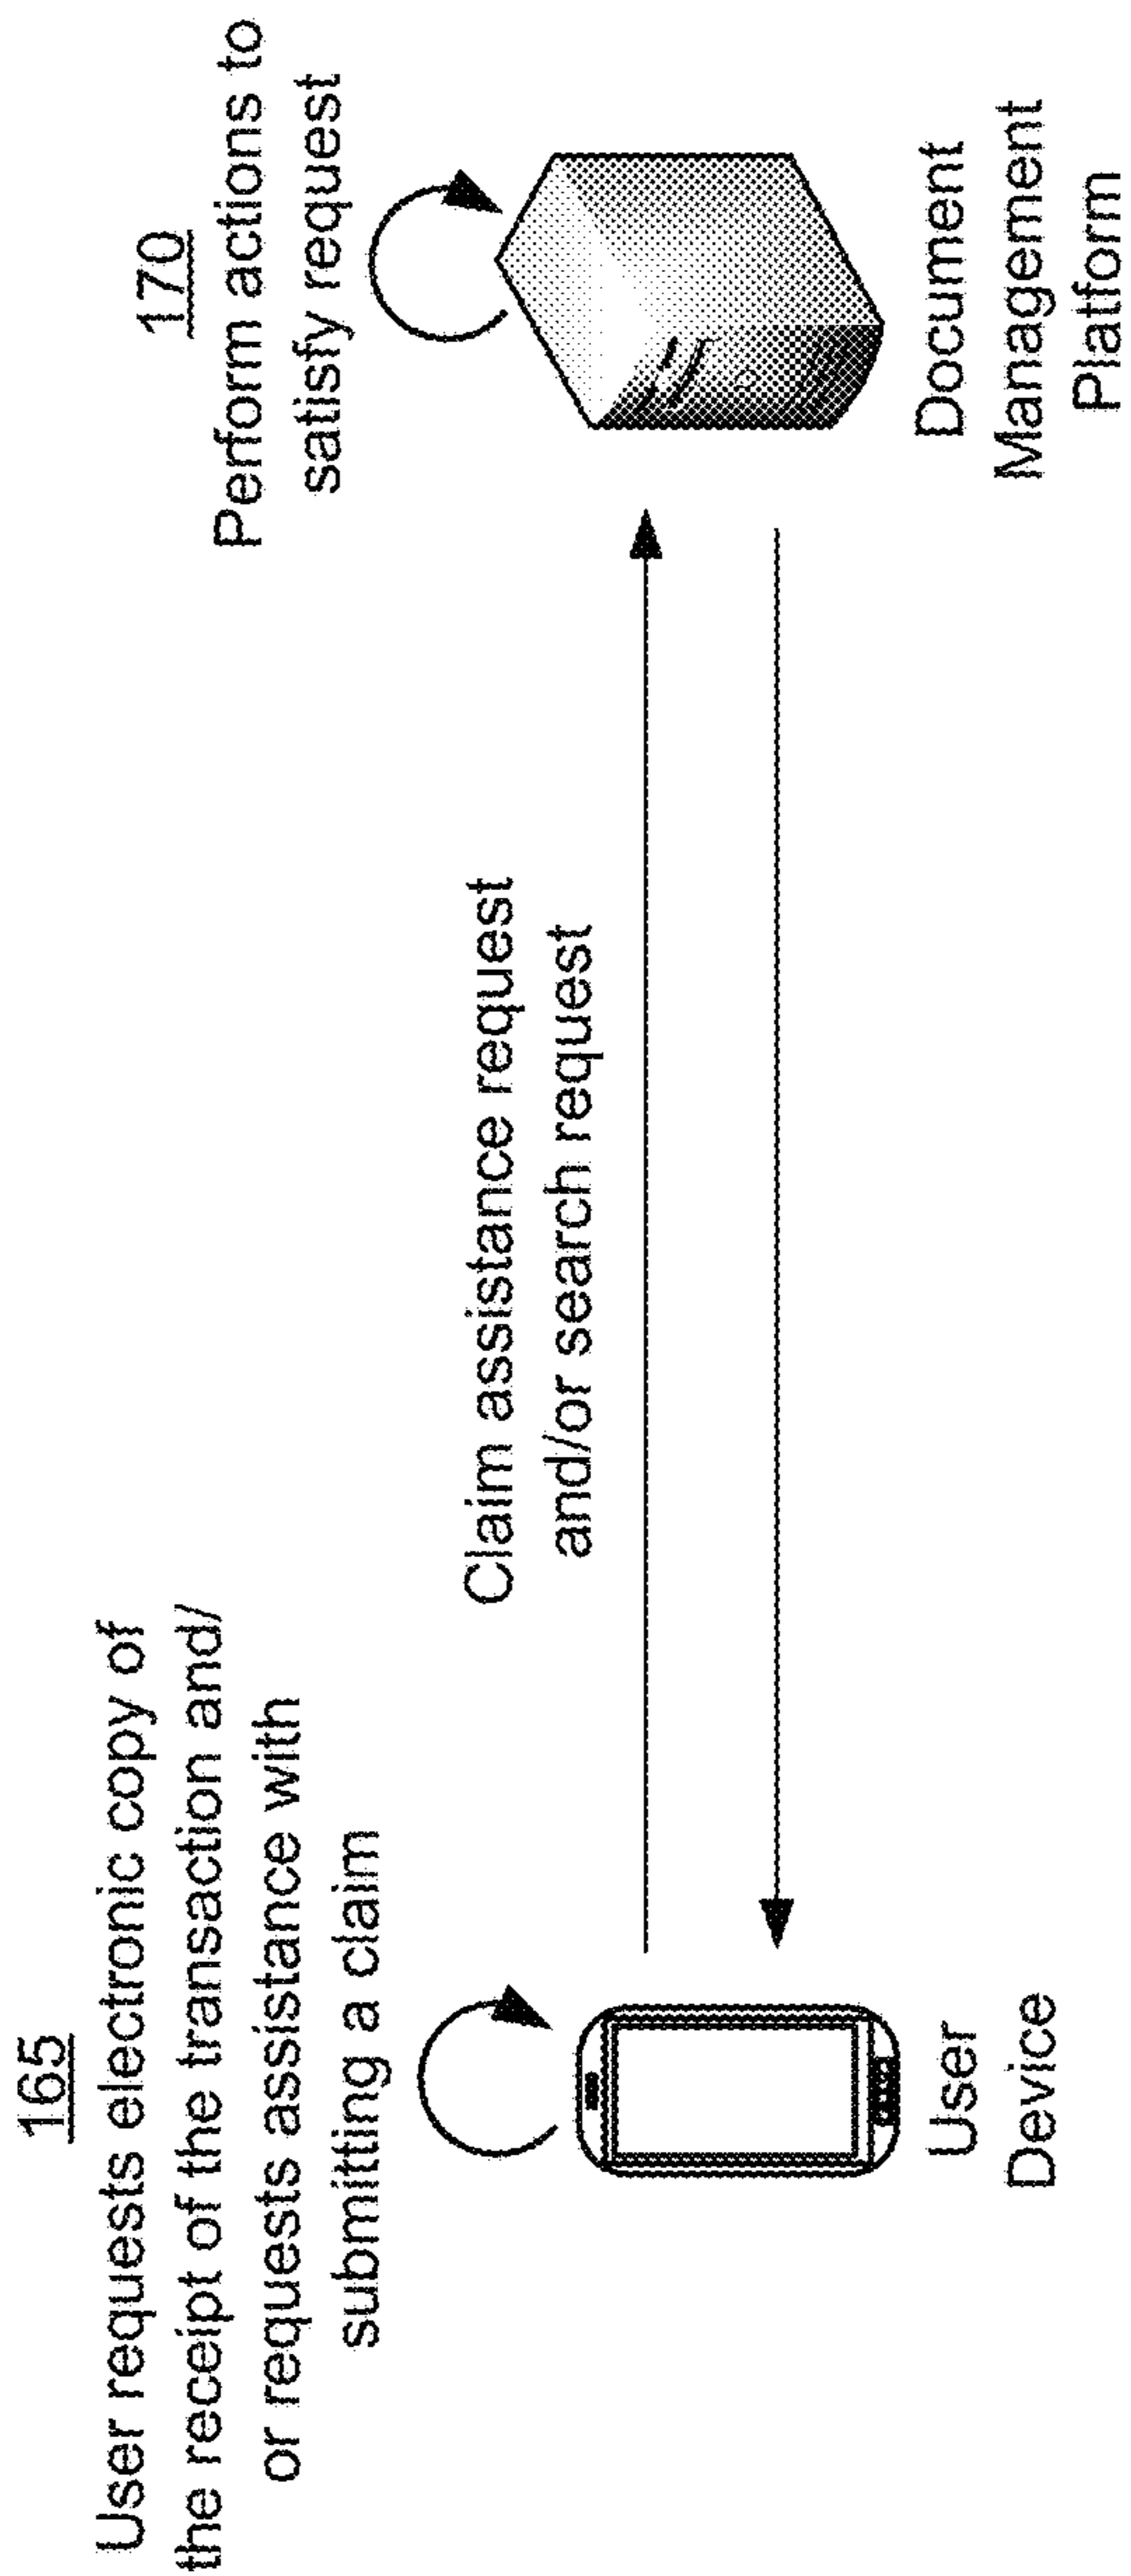 165
User requests electronic copy of
the receipt of the transaction and/
or requests assistance with
submitting a claim
User
Device
Claim assistance request
and/or search request
170
Perform actions to
satisfy request
Document
Management
Platform